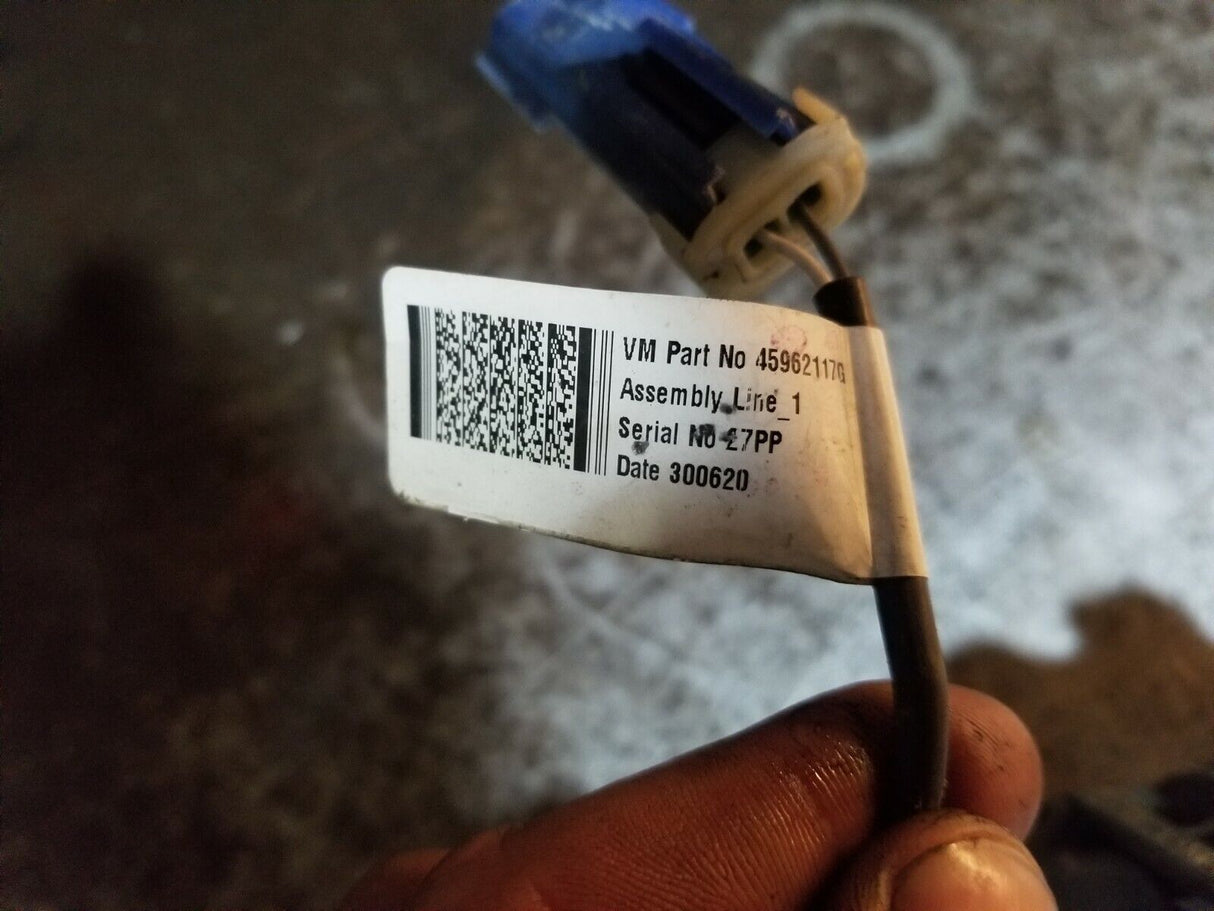 VM Part No 45962117G
Assembly Line_1
Serial No 27PP
Date 300620